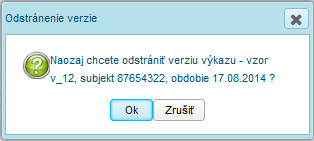 Odstránenie verzie
Naozaj chcete odstrániť verziu výkazu - vzor
v_12, subjekt 87654322, obdobie 17.08.2014 ?
Ok
Zrušiť